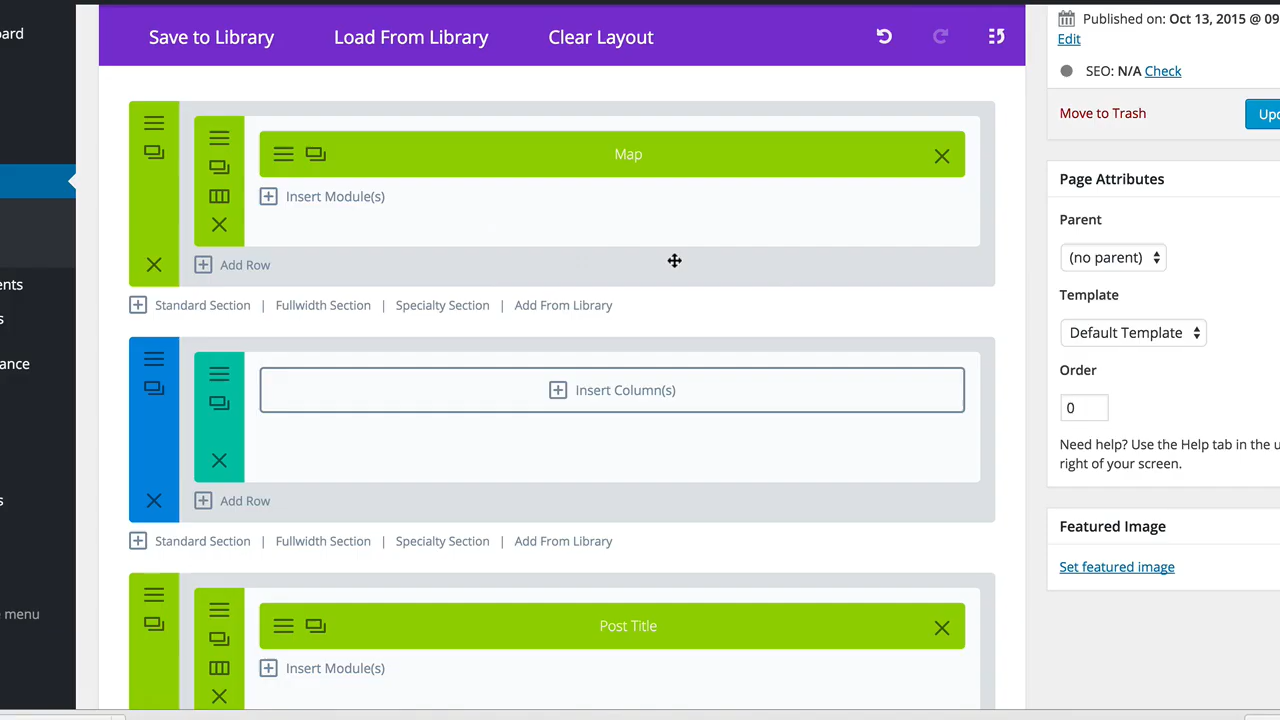 ard
ents
s
ance
s
e menu
Save to Library Load From Library Clear Layout
Map
Insert Module(s)
Add Row
Standard Section | Fullwidth Section | Specialty Section | Add From Library
Insert Column(s)
Add Row
Standard Section | Fullwidth Section | Specialty Section | Add From Library
Post Title
Insert Module(s)
Published on: Oct 13, 2015 @ 09
Edit
SEO: N/A Check
Move to Trash
Upd
Page Attributes
Parent
(no parent)
Template
Default Template
Order
0
Need help? Use the Help tab in the u
right of your screen.
Featured Image
Set featured image